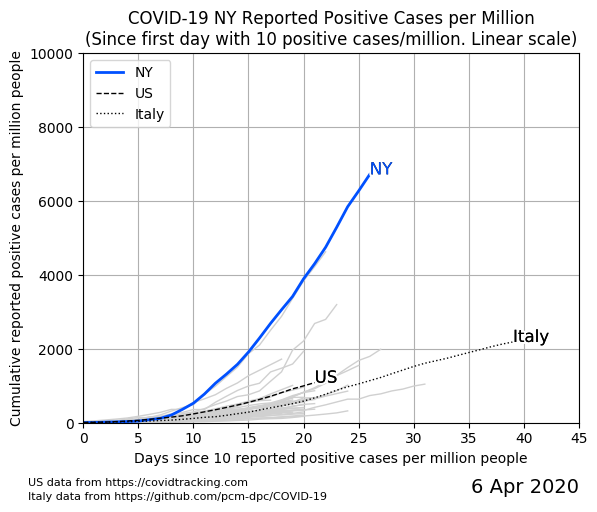 COVID-19 NY Reported Positive Cases per Million
(Since first day with 10 positive cases/million. Linear scale)
Cumulative reported positive cases per million people
10000
8000
6000
4000
2000
0
NY
US
Italy
NY
Italy
US
0 5 10 15 20 25 30 35 40 45
Days since 10 reported positive cases per million people
US data from https://covidtracking.com
Italy data from https://github.com/pcm-dpc/COVID-19
6 Apr 2020